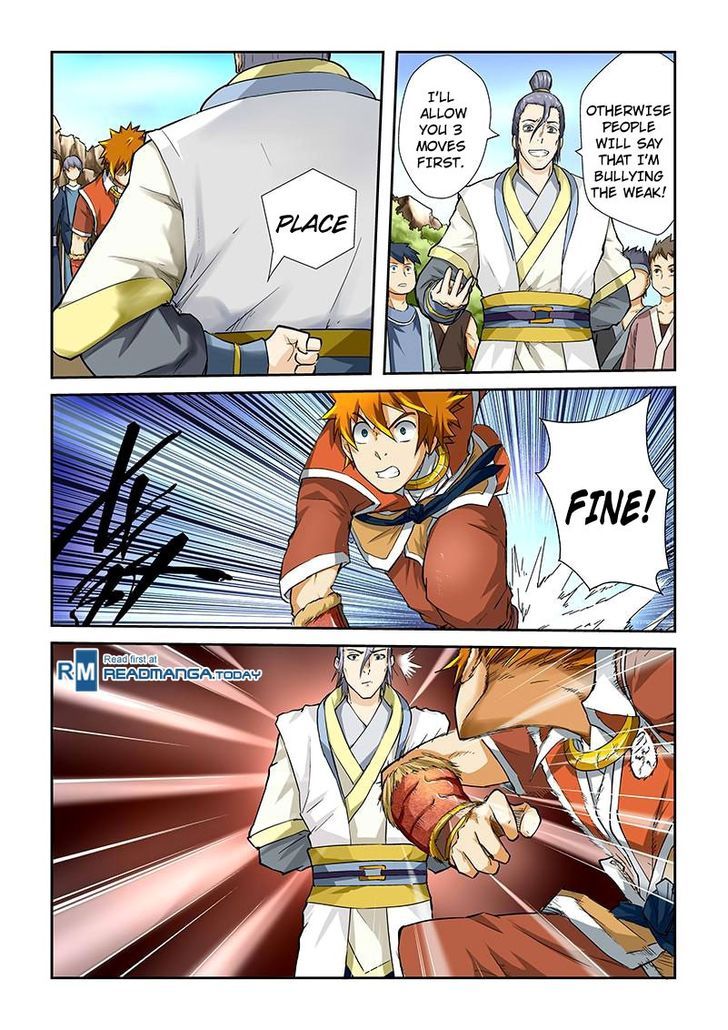 PLACE
I'LL
ALLOW
YOU 3
MOVES
FIRST.
OTHERWISE
PEOPLE
WILL SAY
THAT I'M
BULLYING
THE WEAK!
FINE!
R•M
Read first at
READMANGA.TODAY